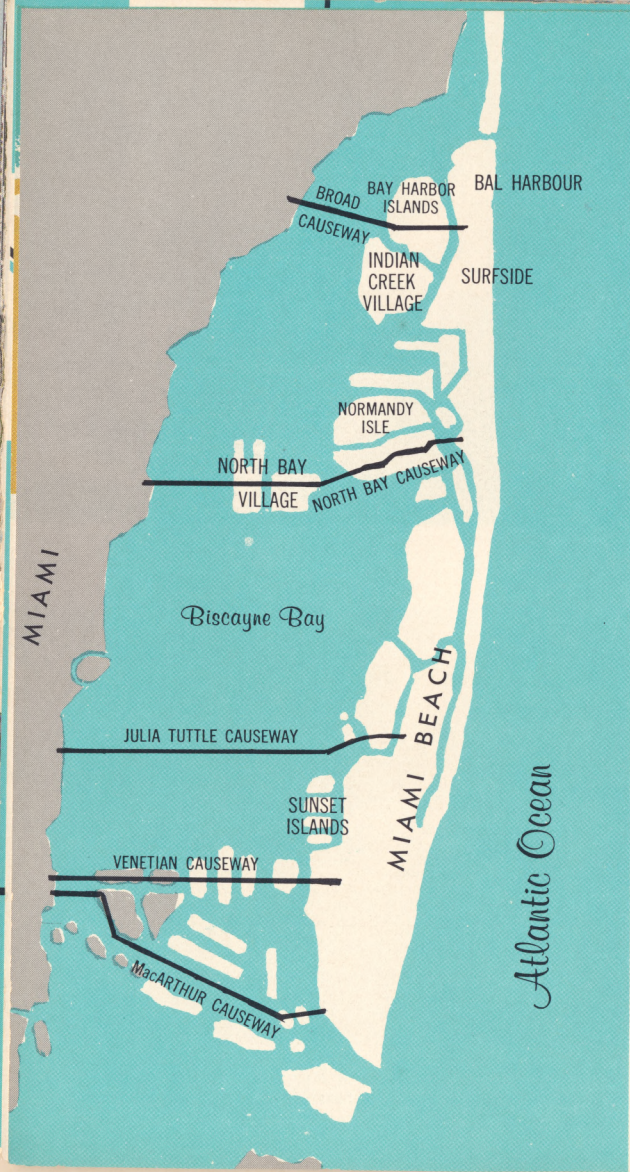 BROAD
CAUSEWAY
BAY HARBOR
ISLANDS
BAL HARBOUR
INDIAN
CREEK
VILLAGE
SURFSIDE
NORMANDY
ISLE
NORTH BAY
VILLAGE
NORTH BAY CAUSEWAY
MIAMI
Biscayne Bay
MIAMI BEACH
JULIA TUTTLE CAUSEWAY
SUNSET
ISLANDS
Atlantic Ocean
VENETIAN CAUSEWAY
MacARTHUR CAUSEWAY